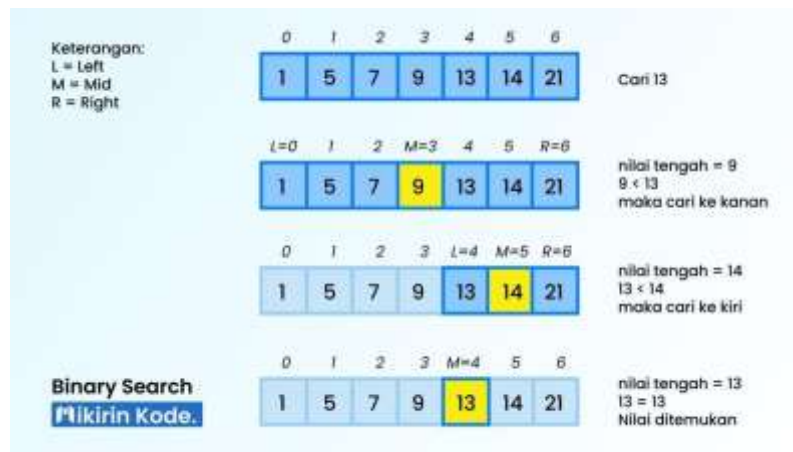 Keterangan:
L = Left
M = Mid
R = Right
0 1 2 3 4 5 6
1 5 7 9 13 14 21
Cari 13
L=0 1 2 M=3 4 5 R=6
1 5 7 9 13 14 21
nilai tengah = 9
9 < 13
maka cari ke kanan
0 1 2 3 L=4 M=5 R=6
1 5 7 9 13 14 21
nilai tengah = 14
13 < 14
maka cari ke kiri
0 1 2 3 M=4 5 6
1 5 7 9 13 14 21
nilai tengah = 13
13 = 13
Nilai ditemukan
Binary Search
Mikirin Kode.